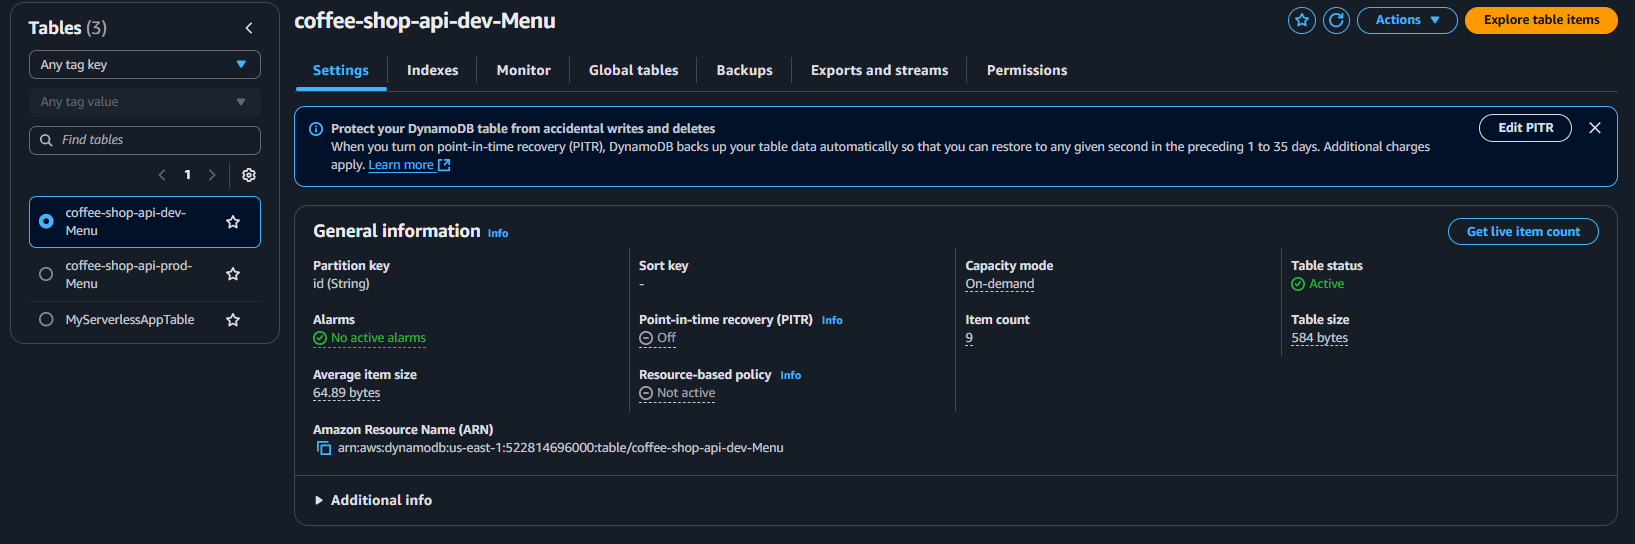 Tables (3)
Any tag key
Any tag value
Find tables
1
coffee-shop-api-dev-
Menu
coffee-shop-api-prod-
Menu
MyServerlessAppTable
coffee-shop-api-dev-Menu
Actions
Explore table items
Settings
Indexes
Monitor
Global tables
Backups
Exports and streams
Permissions
Protect your DynamoDB table from accidental writes and deletes
When you turn on point-in-time recovery (PITR), DynamoDB backs up your table data automatically so that you can restore to any given second in the preceding 1 to 35 days. Additional charges
apply. Learn more
Edit PITR
General information Info
Get live item count
Partition key
id (String)
Sort key
-
Capacity mode
On-demand
Table status
Active
Alarms
No active alarms
Point-in-time recovery (PITR) Info
Off
Item count
9
Table size
584 bytes
Average item size
64.89 bytes
Resource-based policy Info
Not active
Amazon Resource Name (ARN)
arn:aws:dynamodb:us-east-1:522814696000:table/coffee-shop-api-dev-Menu
Additional info